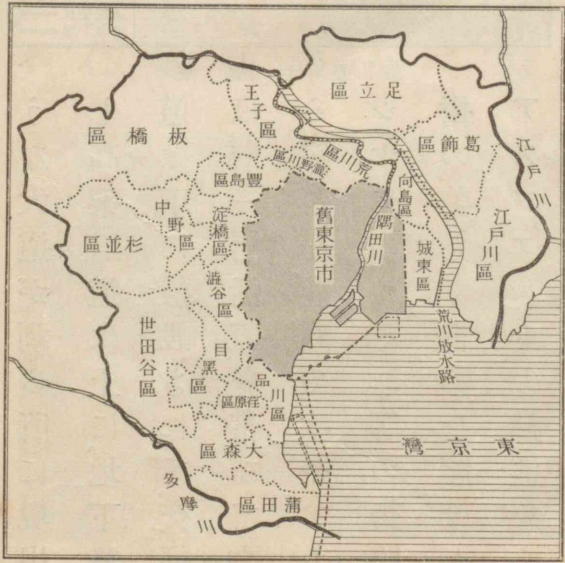 足立區
王子區
板橋區
葛飾區
江戸川
荒川區
瀧野川區
豐島區
向島區
中野區
淀橋區
杉並區
舊東京市
隅田川
城東區
江戸川區
澁谷區
荒川放水路
世田谷區
目黑區
品川區
荏原區
東京灣
大森區
多摩川
蒲田區